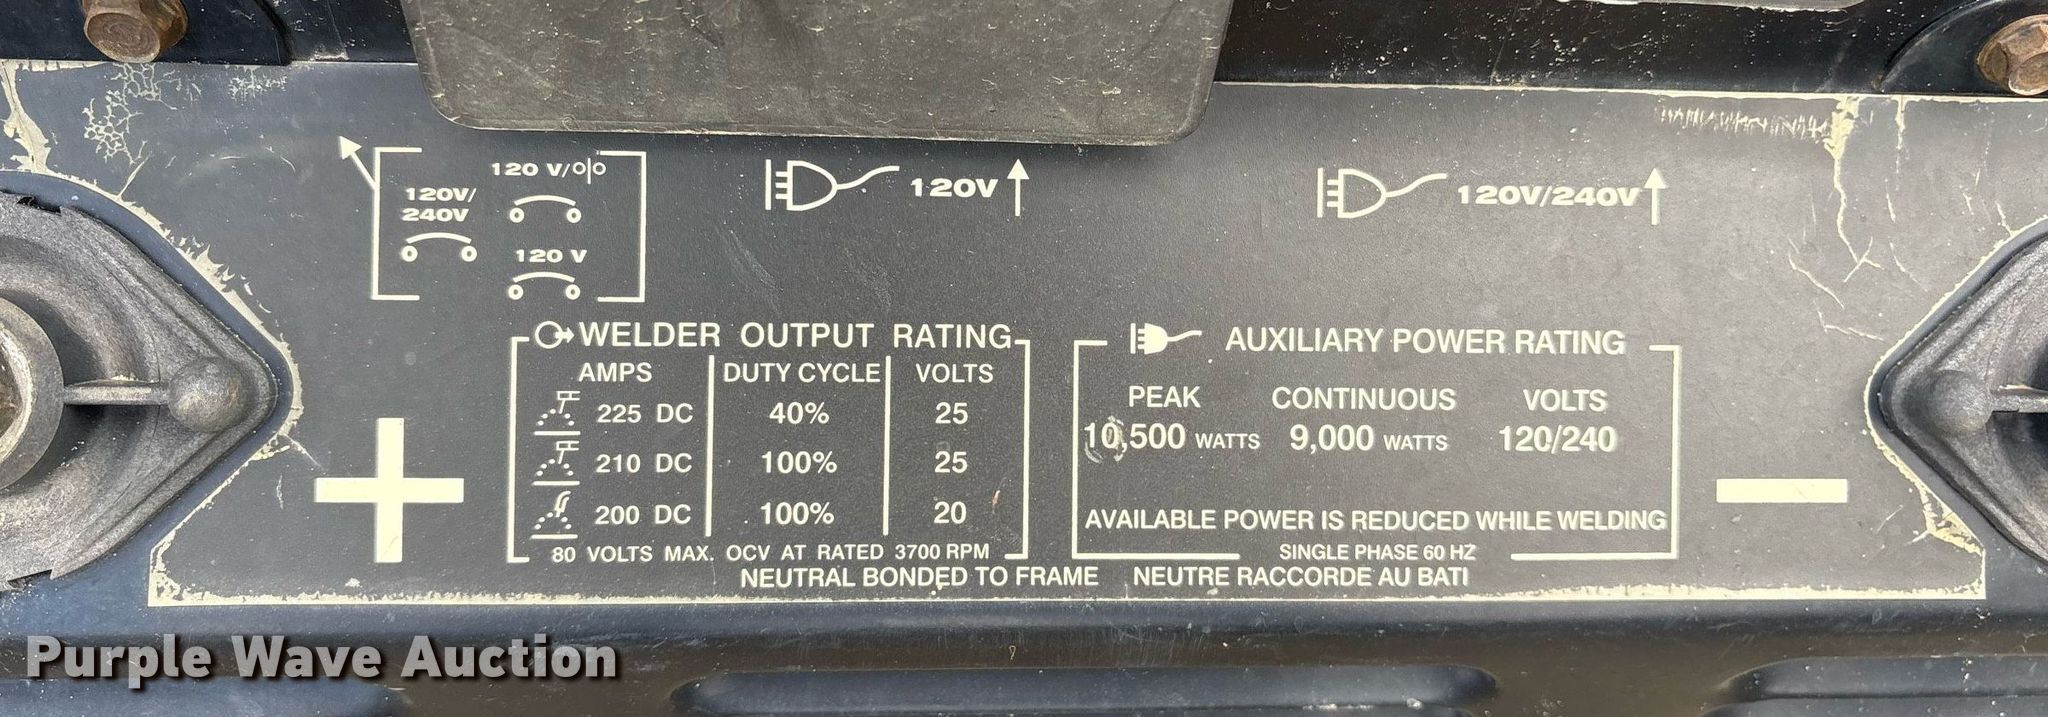 120 V/
120V/
240V
120 V
120V
120V/240V
WELDER OUTPUT RATING
AMPS DUTY CYCLE VOLTS
225 DC 40% 25
210 DC 100% 25
200 DC 100% 20
80 VOLTS MAX. OCV AT RATED 3700 RPM
AUXILIARY POWER RATING
PEAK CONTINUOUS VOLTS
10,500 WATTS 9,000 WATTS 120/240
AVAILABLE POWER IS REDUCED WHILE WELDING
SINGLE PHASE 60 HZ
NEUTRAL BONDED TO FRAME NEUTRE RACCORDE AU BATI
Purple Wave Auction